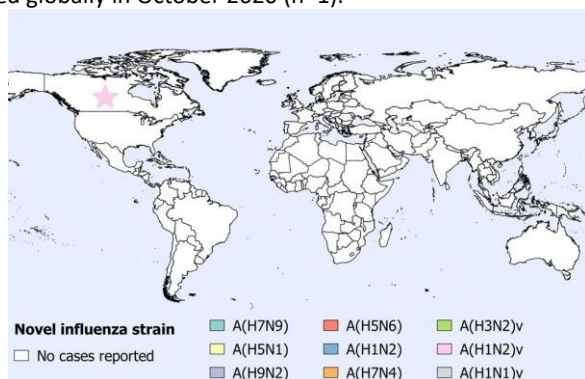 ed globally in October 2020 (n=1).
Novel influenza strain
No cases reported
A(H7N9) A(H5N6) A(H3N2)v
A(H5N1) A(H1N2) A(H1N2)v
A(H9N2) A(H7N4) A(H1N1)v